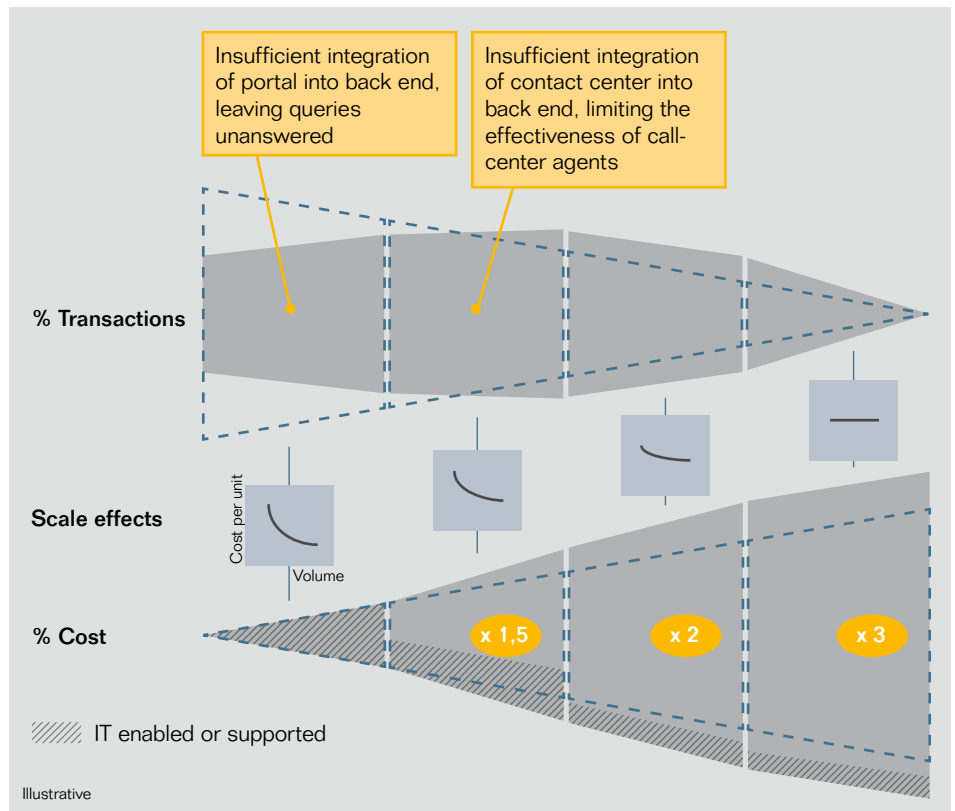 Insufficient integration
of portal into back end,
leaving queries
unanswered
Insufficient integration
of contact center into
back end, limiting the
effectiveness of call-
center agents
% Transactions
Scale effects
Cost per unit
Volume
% Cost
x 1,5
x 2
x 3
IT enabled or supported
Illustrative